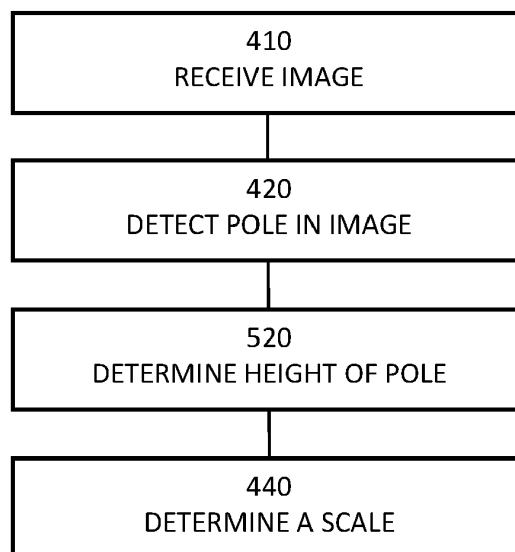 410
RECEIVE IMAGE
420
DETECT POLE IN IMAGE
520
DETERMINE HEIGHT OF POLE
440
DETERMINE A SCALE